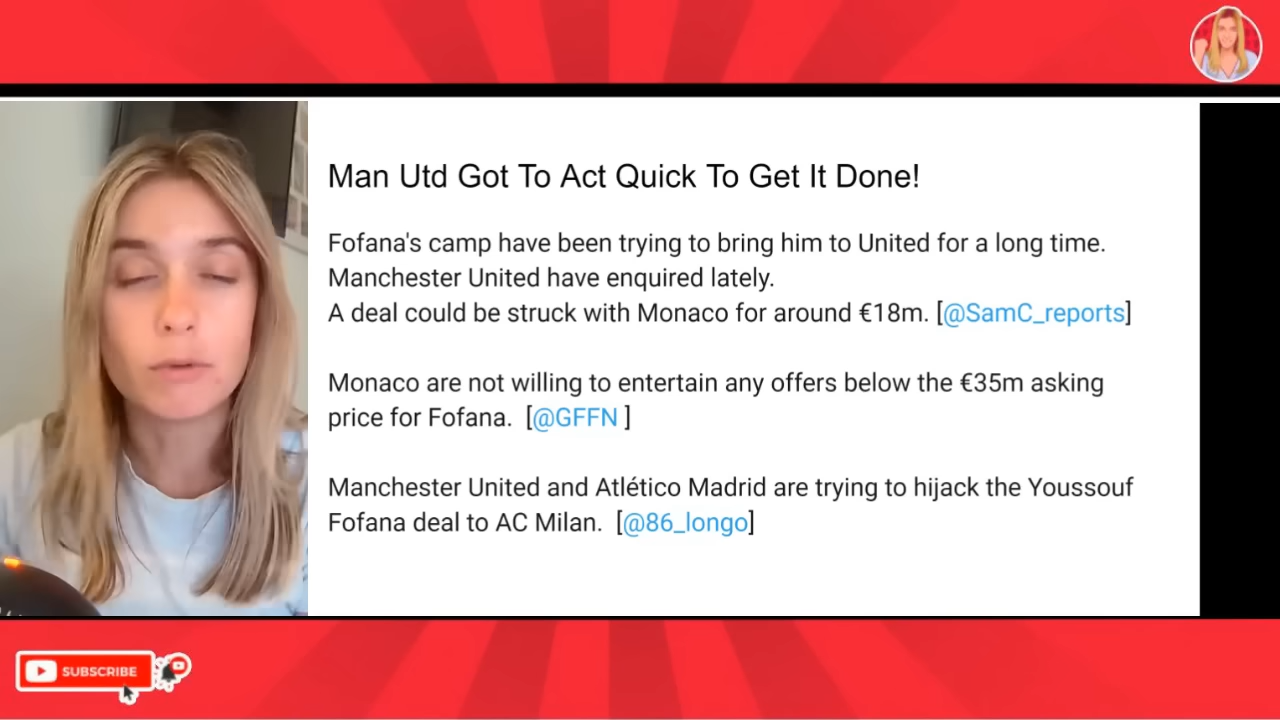 Man Utd Got To Act Quick To Get It Done!
Fofana's camp have been trying to bring him to United for a long time.
Manchester United have enquired lately.
A deal could be struck with Monaco for around €18m. [@SamC_reports]
Monaco are not willing to entertain any offers below the €35m asking
price for Fofana.  [@GFFN ]
Manchester United and Atlético Madrid are trying to hijack the Youssouf
Fofana deal to AC Milan.  [@86_longo]
SUBSCRIBE